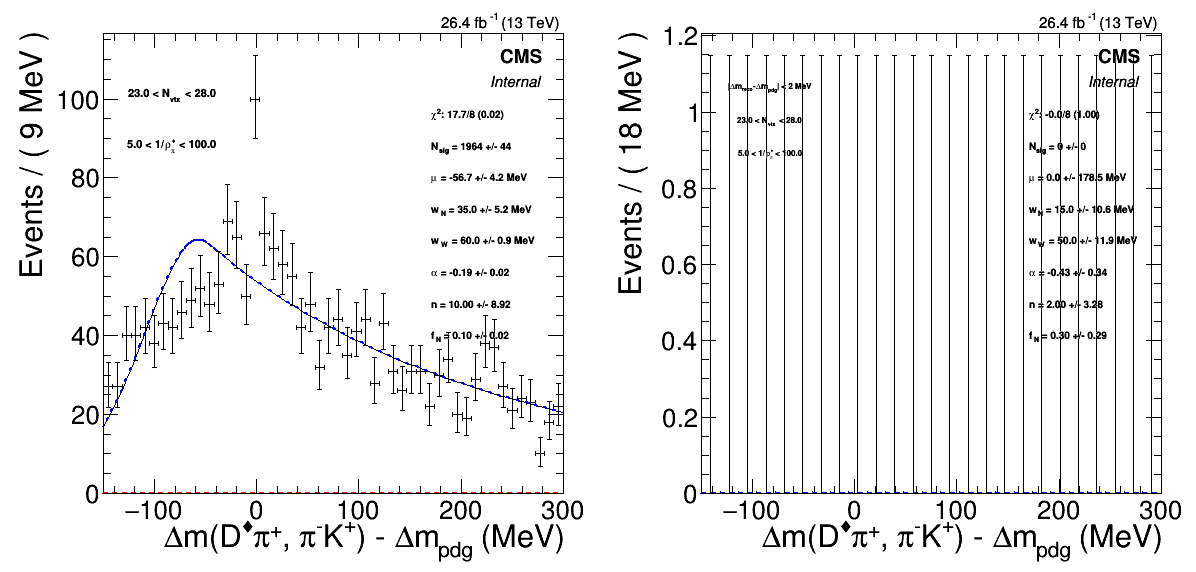 26.4 fb⁻¹ (13 TeV)
CMS
Internal
23.0 < N_vtx < 28.0
5.0 < 1/ρ_π^* < 100.0
χ²: 17.7/8 (0.02)
N_sig = 1964 +/- 44
μ = -56.7 +/- 4.2 MeV
w_N = 35.0 +/- 5.2 MeV
w_W = 60.0 +/- 0.9 MeV
α = -0.19 +/- 0.02
n = 10.00 +/- 8.92
f_N = 0.10 +/- 0.02
Events / ( 9 MeV )
100
80
60
40
20
0
−100 0 100 200 300
Δm(D♦π⁺, π⁻K⁺) - Δm_pdg (MeV)
26.4 fb⁻¹ (13 TeV)
CMS
Internal
|Δm_reco-Δm_pdg| < 2 MeV
23.0 < N_vtx < 28.0
5.0 < 1/ρ_π^* < 100.0
χ²: -0.0/8 (1.00)
N_sig = 0 +/- 0
μ = 0.0 +/- 178.5 MeV
w_N = 15.0 +/- 10.6 MeV
w_W = 50.0 +/- 11.9 MeV
α = -0.43 +/- 0.34
n = 2.00 +/- 3.28
f_N = 0.30 +/- 0.29
Events / ( 18 MeV )
1.2
1
0.8
0.6
0.4
0.2
0
−100 0 100 200 300
Δm(D♦π⁺, π⁻K⁺) - Δm_pdg (MeV)